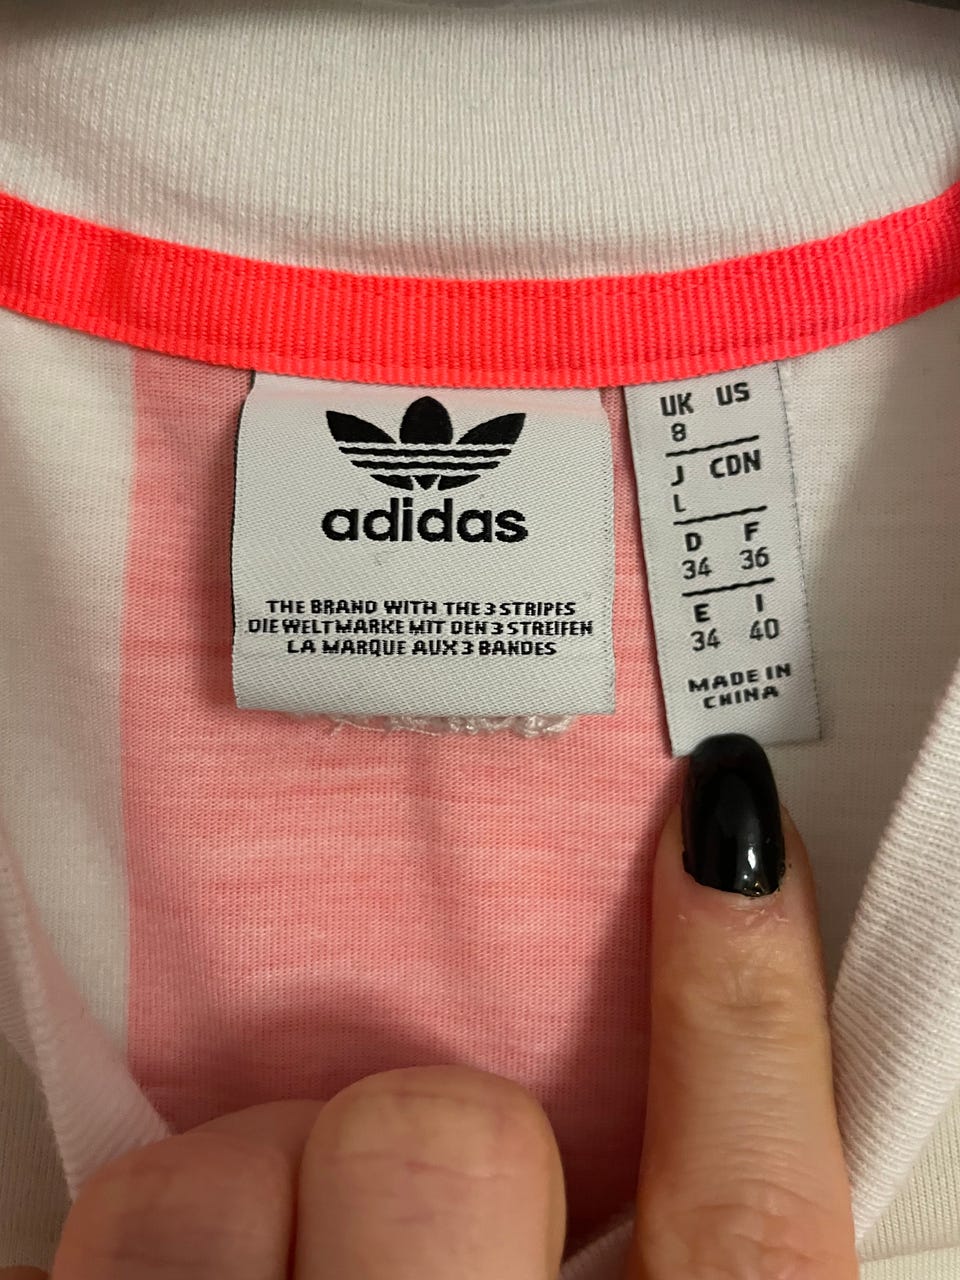 adidas
THE BRAND WITH THE 3 STRIPES
DIE WELTMARKE MIT DEN 3 STREIFEN
LA MARQUE AUX 3 BANDES
UK US
8
J CDN
L
D F
34 36
E I
34 40
MADE IN
CHINA